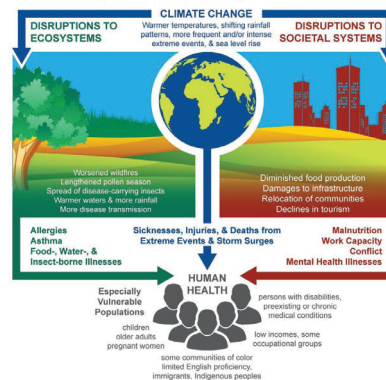 CLIMATE CHANGE
Warmer temperatures, shifting rainfall
patterns, more frequent and/or intense
extreme events, & sea level rise
DISRUPTIONS TO
ECOSYSTEMS
DISRUPTIONS TO
SOCIETAL SYSTEMS
Worsened wildfires
Lengthened pollen season
Spread of disease-carrying insects
Warmer waters & more rainfall
More disease transmission
Diminished food production
Damages to infrastructure
Relocation of communities
Declines in tourism
Allergies
Asthma
Food-, Water-, &
Insect-borne Illnesses
Sicknesses, Injuries, & Deaths from
Extreme Events & Storm Surges
Malnutrition
Work Capacity
Conflict
Mental Health Illnesses
HUMAN
HEALTH
Especially
Vulnerable
Populations
children
older adults
pregnant women
some communities of color
limited English proficiency,
immigrants, Indigenous peoples
low incomes, some
occupational groups
persons with disabilities,
preexisting or chronic
medical conditions